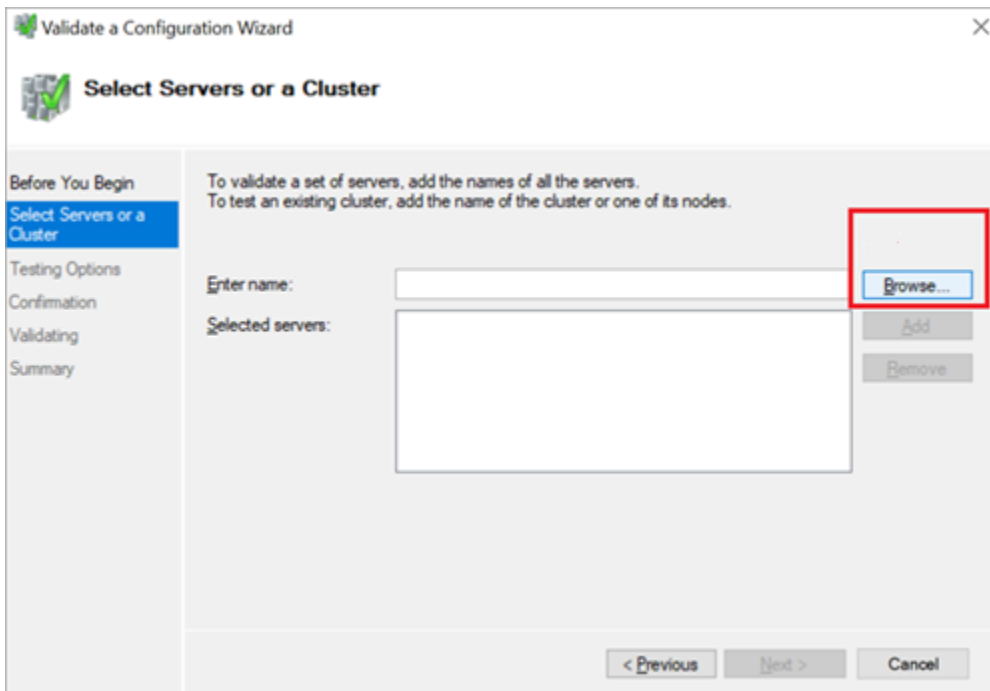 Validate a Configuration Wizard
Select Servers or a Cluster
Before You Begin
Select Servers or a
Cluster
Testing Options
Confirmation
Validating
Summary
To validate a set of servers, add the names of all the servers.
To test an existing cluster, add the name of the cluster or one of its nodes.
Enter name:
Browse...
Selected servers:
Add
Remove
< Previous
Next >
Cancel